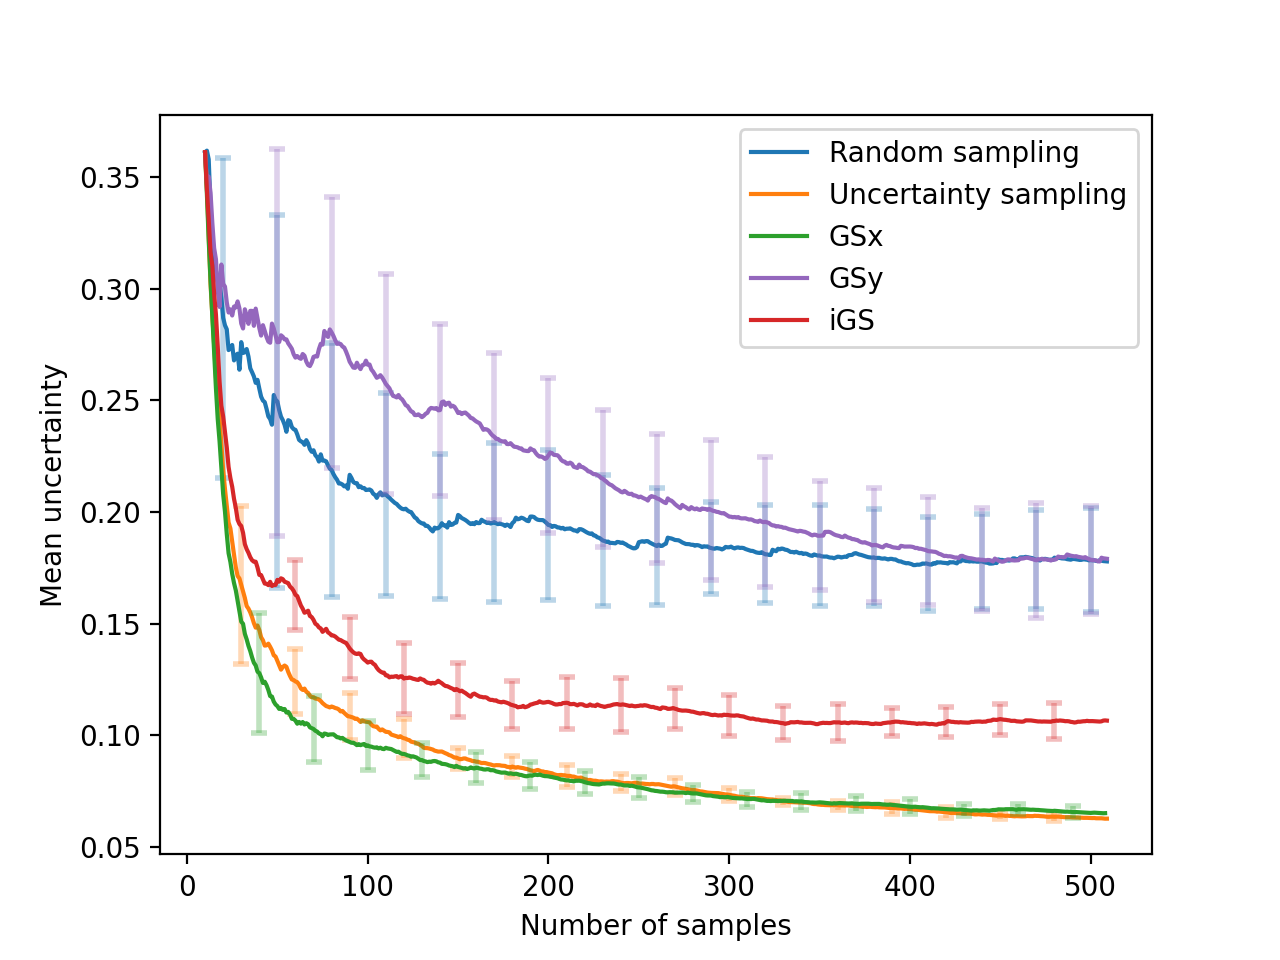 Random sampling
Uncertainty sampling
GSx
GSy
iGS
0.35
0.30
0.25
0.20
0.15
0.10
0.05
Mean uncertainty
0
100
200
300
400
500
Number of samples